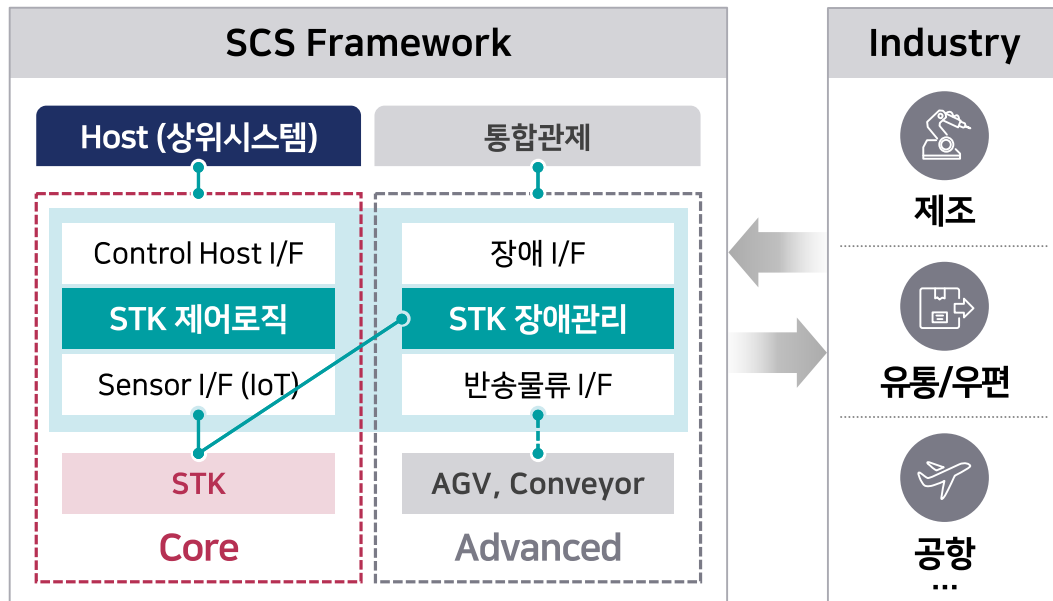 SCS Framework
Host (상위시스템)
Control Host I/F
STK 제어로직
Sensor I/F (IoT)
STK
Core
통합관제
장애 I/F
STK 장애관리
반송물류 I/F
AGV, Conveyor
Advanced
Industry
제조
유통/우편
공항
...